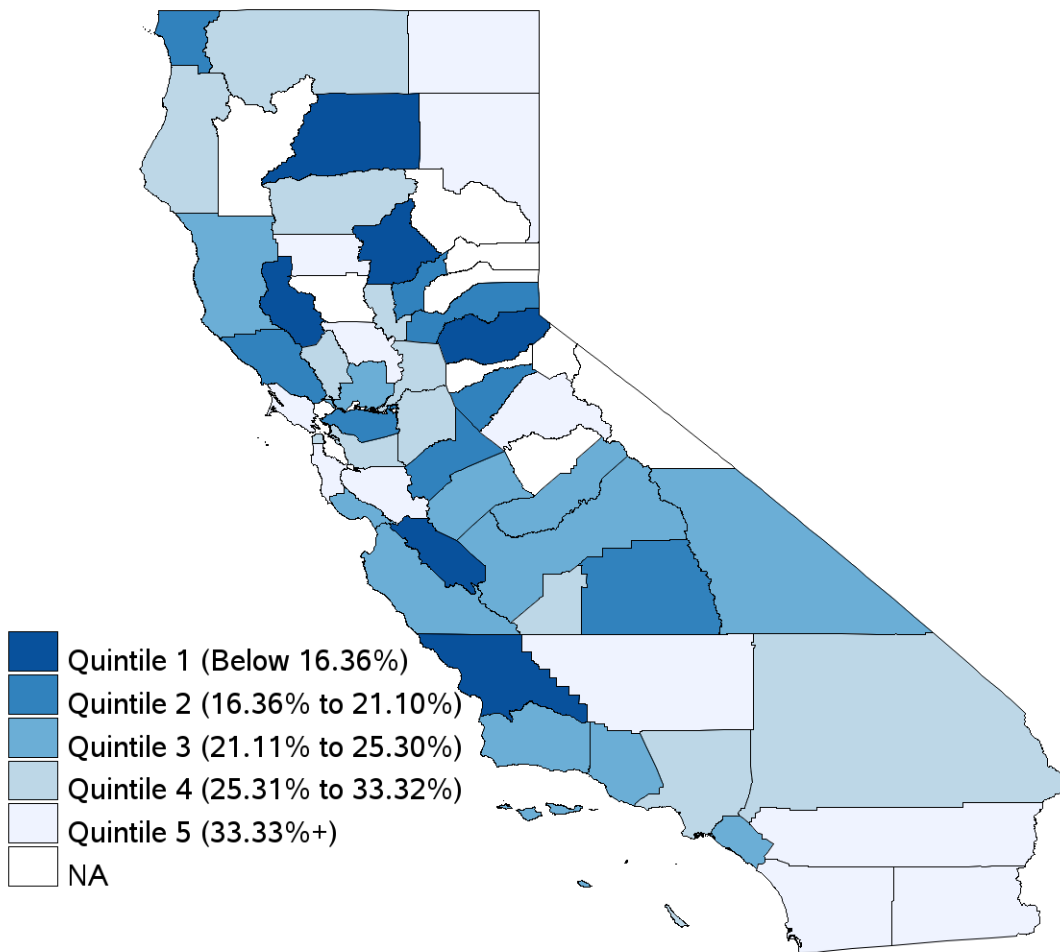 Quintile 1 (Below 16.36%)
Quintile 2 (16.36% to 21.10%)
Quintile 3 (21.11% to 25.30%)
Quintile 4 (25.31% to 33.32%)
Quintile 5 (33.33%+)
NA